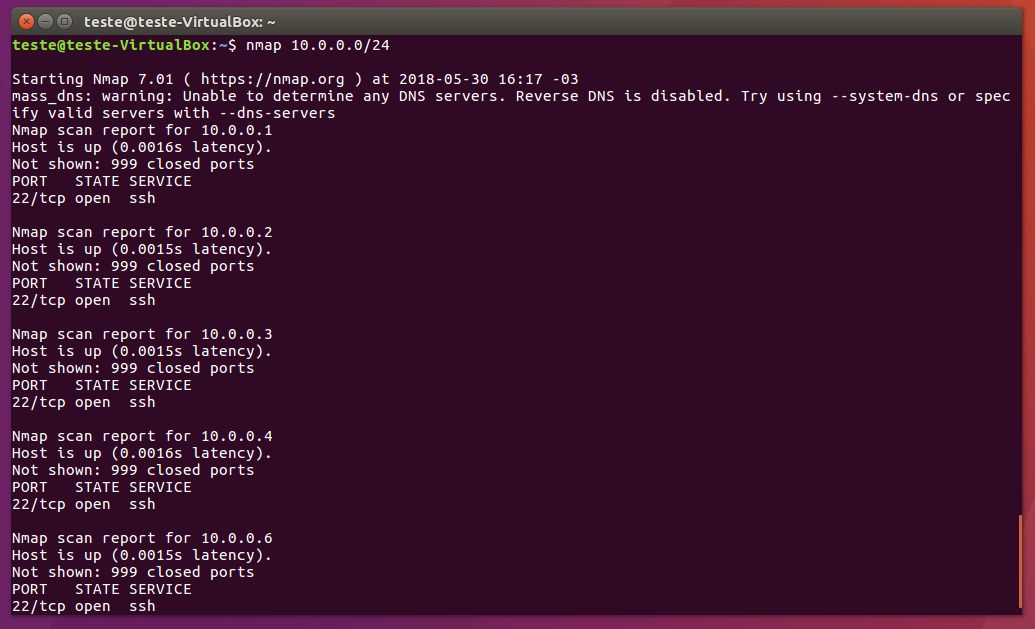 teste@teste-VirtualBox: ~
teste@teste-VirtualBox:~$ nmap 10.0.0.0/24
Starting Nmap 7.01 ( https://nmap.org ) at 2018-05-30 16:17 -03
mass_dns: warning: Unable to determine any DNS servers. Reverse DNS is disabled. Try using --system-dns or spec
ify valid servers with --dns-servers
Nmap scan report for 10.0.0.1
Host is up (0.0016s latency).
Not shown: 999 closed ports
PORT   STATE SERVICE
22/tcp open  ssh
Nmap scan report for 10.0.0.2
Host is up (0.0015s latency).
Not shown: 999 closed ports
PORT   STATE SERVICE
22/tcp open  ssh
Nmap scan report for 10.0.0.3
Host is up (0.0015s latency).
Not shown: 999 closed ports
PORT   STATE SERVICE
22/tcp open  ssh
Nmap scan report for 10.0.0.4
Host is up (0.0016s latency).
Not shown: 999 closed ports
PORT   STATE SERVICE
22/tcp open  ssh
Nmap scan report for 10.0.0.6
Host is up (0.0015s latency).
Not shown: 999 closed ports
PORT   STATE SERVICE
22/tcp open  ssh